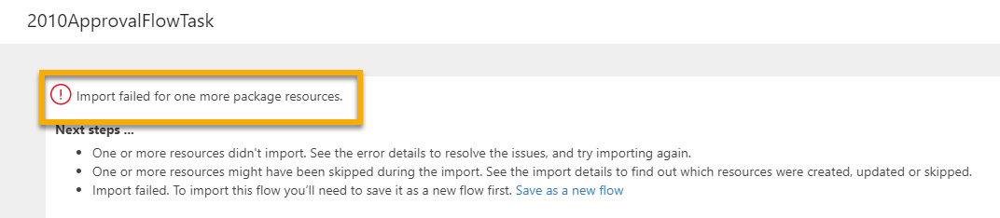 2010ApprovalFlowTask
Import failed for one more package resources.
Next steps ...
One or more resources didn't import. See the error details to resolve the issues, and try importing again.
One or more resources might have been skipped during the import. See the import details to find out which resources were created, updated or skipped.
Import failed. To import this flow you’ll need to save it as a new flow first. Save as a new flow